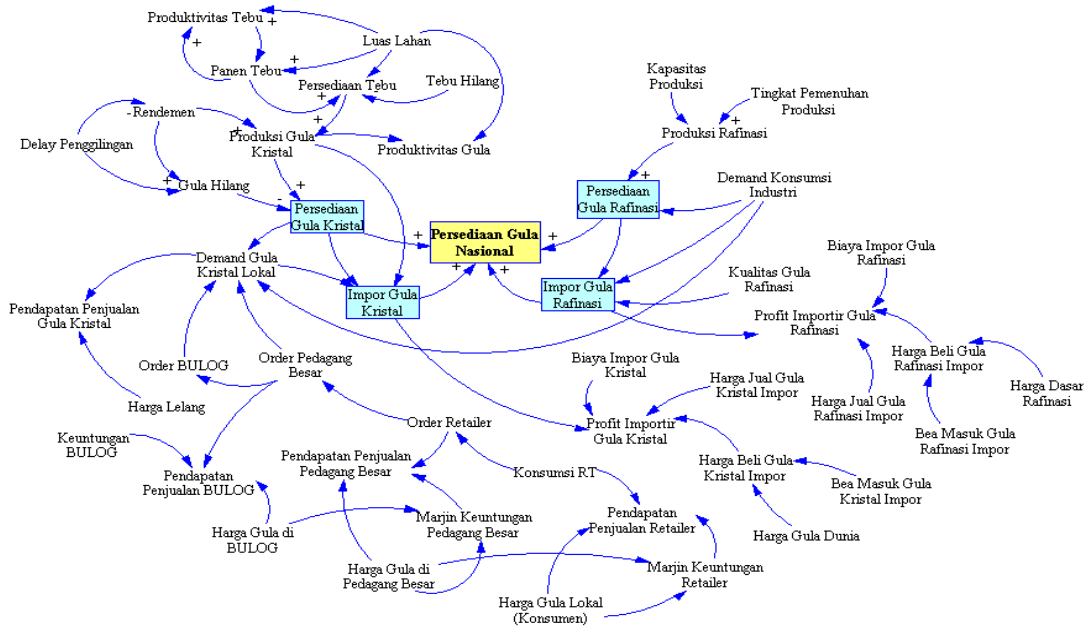 Produktivitas Tebu
+
+
Luas Lahan
Panen Tebu
+
Persediaan Tebu
+
-
Tebu Hilang
Kapasitas
Produksi
Tingkat Pemenuhan
Produksi
+
Produksi Rafinasi
-Rendemen
+
Produksi Gula
Kristal
+
Delay Penggilingan
Produktivitas Gula
+
Gula Hilang
+
-
Persediaan
Gula Kristal
+
Persediaan
Gula Rafinasi
Demand Konsumsi
Industri
+
Persediaan Gula
Nasional
+
+
+
Demand Gula
Kristal Lokal
Impor Gula
Kristal
Impor Gula
Rafinasi
Biaya Impor Gula
Rafinasi
Kualitas Gula
Rafinasi
Pendapatan Penjualan
Gula Kristal
Profit Importir Gula
Rafinasi
Order BULOG
Order Pedagang
Besar
Biaya Impor Gula
Kristal
Harga Beli Gula
Rafinasi Impor
Harga Jual Gula
Kristal Impor
Harga Dasar
Rafinasi
Harga Lelang
Harga Jual Gula
Rafinasi Impor
Order Retailer
Profit Importir
Gula Kristal
Bea Masuk Gula
Rafinasi Impor
Keuntungan
BULOG
Pendapatan Penjualan
Pedagang Besar
Harga Beli Gula
Kristal Impor
Pendapatan
Penjualan BULOG
Konsumsi RT
Bea Masuk Gula
Kristal Impor
Harga Gula di
BULOG
Marjin Keuntungan
Pedagang Besar
Pendapatan
Penjualan Retailer
Harga Gula Dunia
Harga Gula di
Pedagang Besar
Marjin Keuntungan
Retailer
Harga Gula Lokal
(Konsumen)